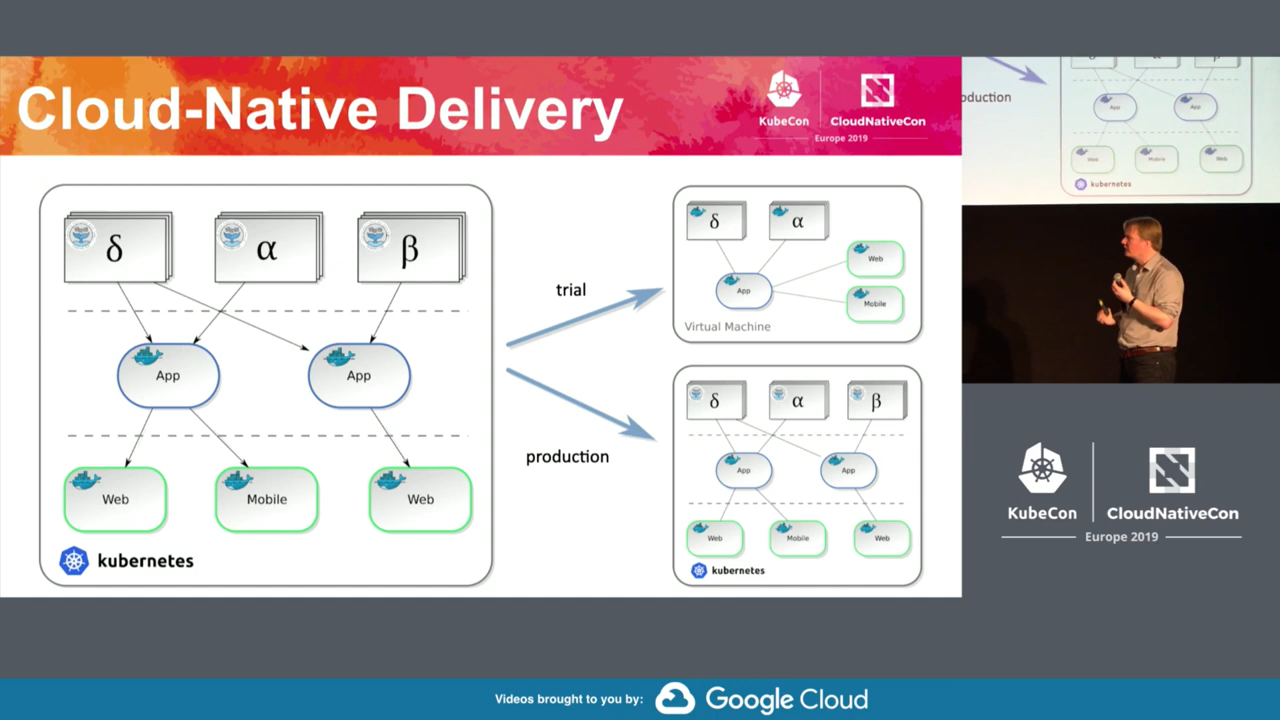 Cloud-Native Delivery
KubeCon
CloudNativeCon
Europe 2019
δ
α
β
App
App
Web
Mobile
Web
kubernetes
trial
production
δ
α
App
Web
Mobile
Virtual Machine
δ
α
β
App
App
Web
Mobile
Web
kubernetes
oduction
App
App
Web
Mobile
Web
kubernetes
KubeCon
CloudNativeCon
Europe 2019
Videos brought to you by: Google Cloud